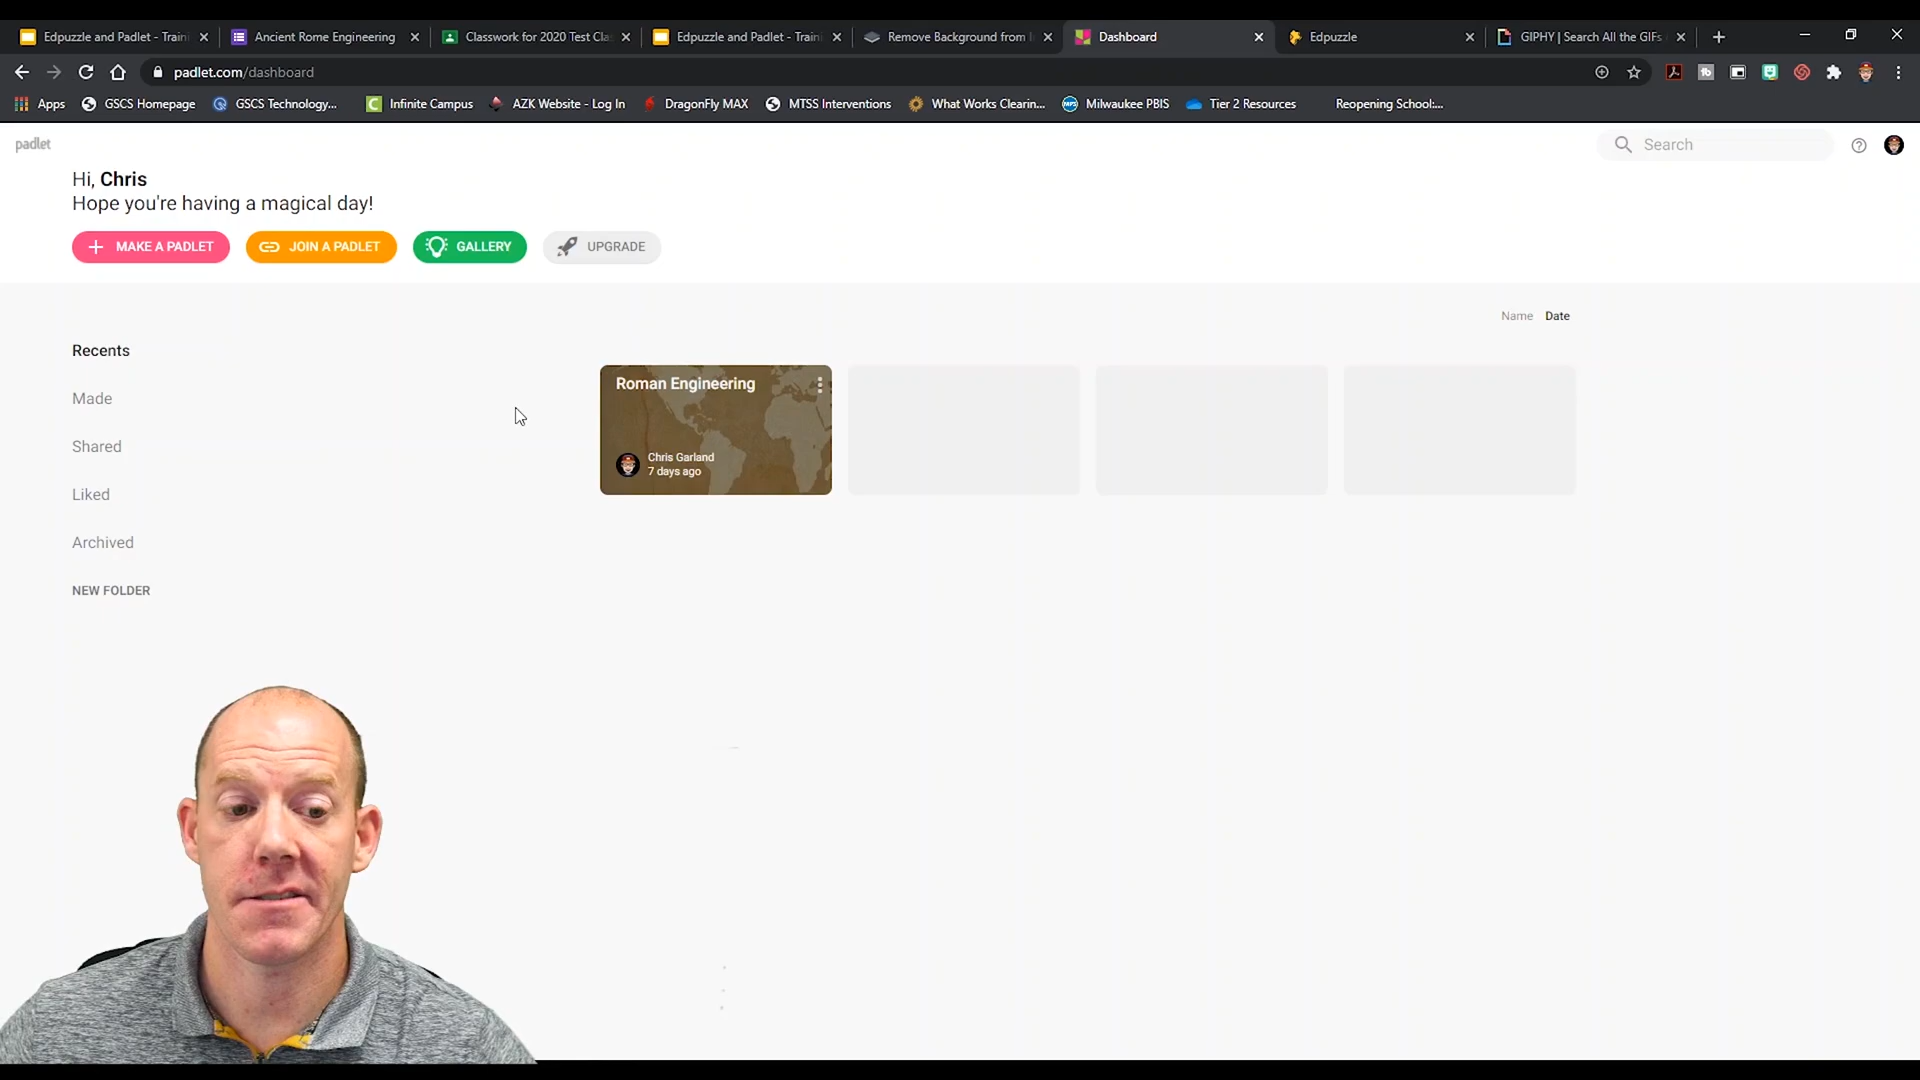 Edpuzzle and Padlet - Traini
Ancient Rome Engineering
Classwork for 2020 Test Cla
Edpuzzle and Padlet - Traini
Remove Background from I
Dashboard
Edpuzzle
GIPHY | Search All the GIFs
padlet.com/dashboard
Apps
GSCS Homepage
GSCS Technology...
Infinite Campus
AZK Website - Log In
DragonFly MAX
MTSS Interventions
What Works Clearin...
Milwaukee PBIS
Tier 2 Resources
Reopening School:...
padlet
Search
Hi, Chris
Hope you're having a magical day!
MAKE A PADLET
JOIN A PADLET
GALLERY
UPGRADE
Name Date
Recents
Made
Shared
Liked
Archived
NEW FOLDER
Roman Engineering
Chris Garland
7 days ago